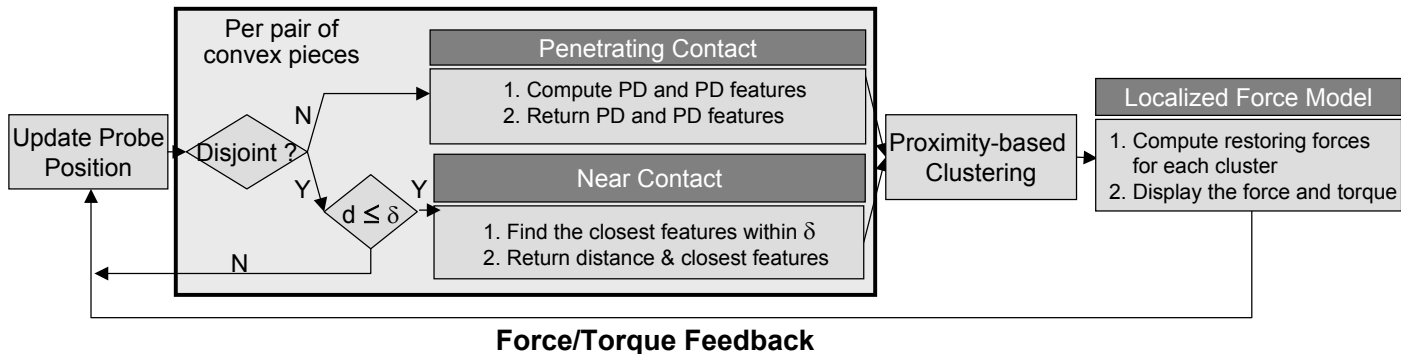 Per pair of
convex pieces
Update Probe
Position
Disjoint ?
N
Y
d ≤ δ
Y
N
Penetrating Contact
1. Compute PD and PD features
2. Return PD and PD features
Near Contact
1. Find the closest features within δ
2. Return distance & closest features
Proximity-based
Clustering
Localized Force Model
1. Compute restoring forces
for each cluster
2. Display the force and torque
Force/Torque Feedback